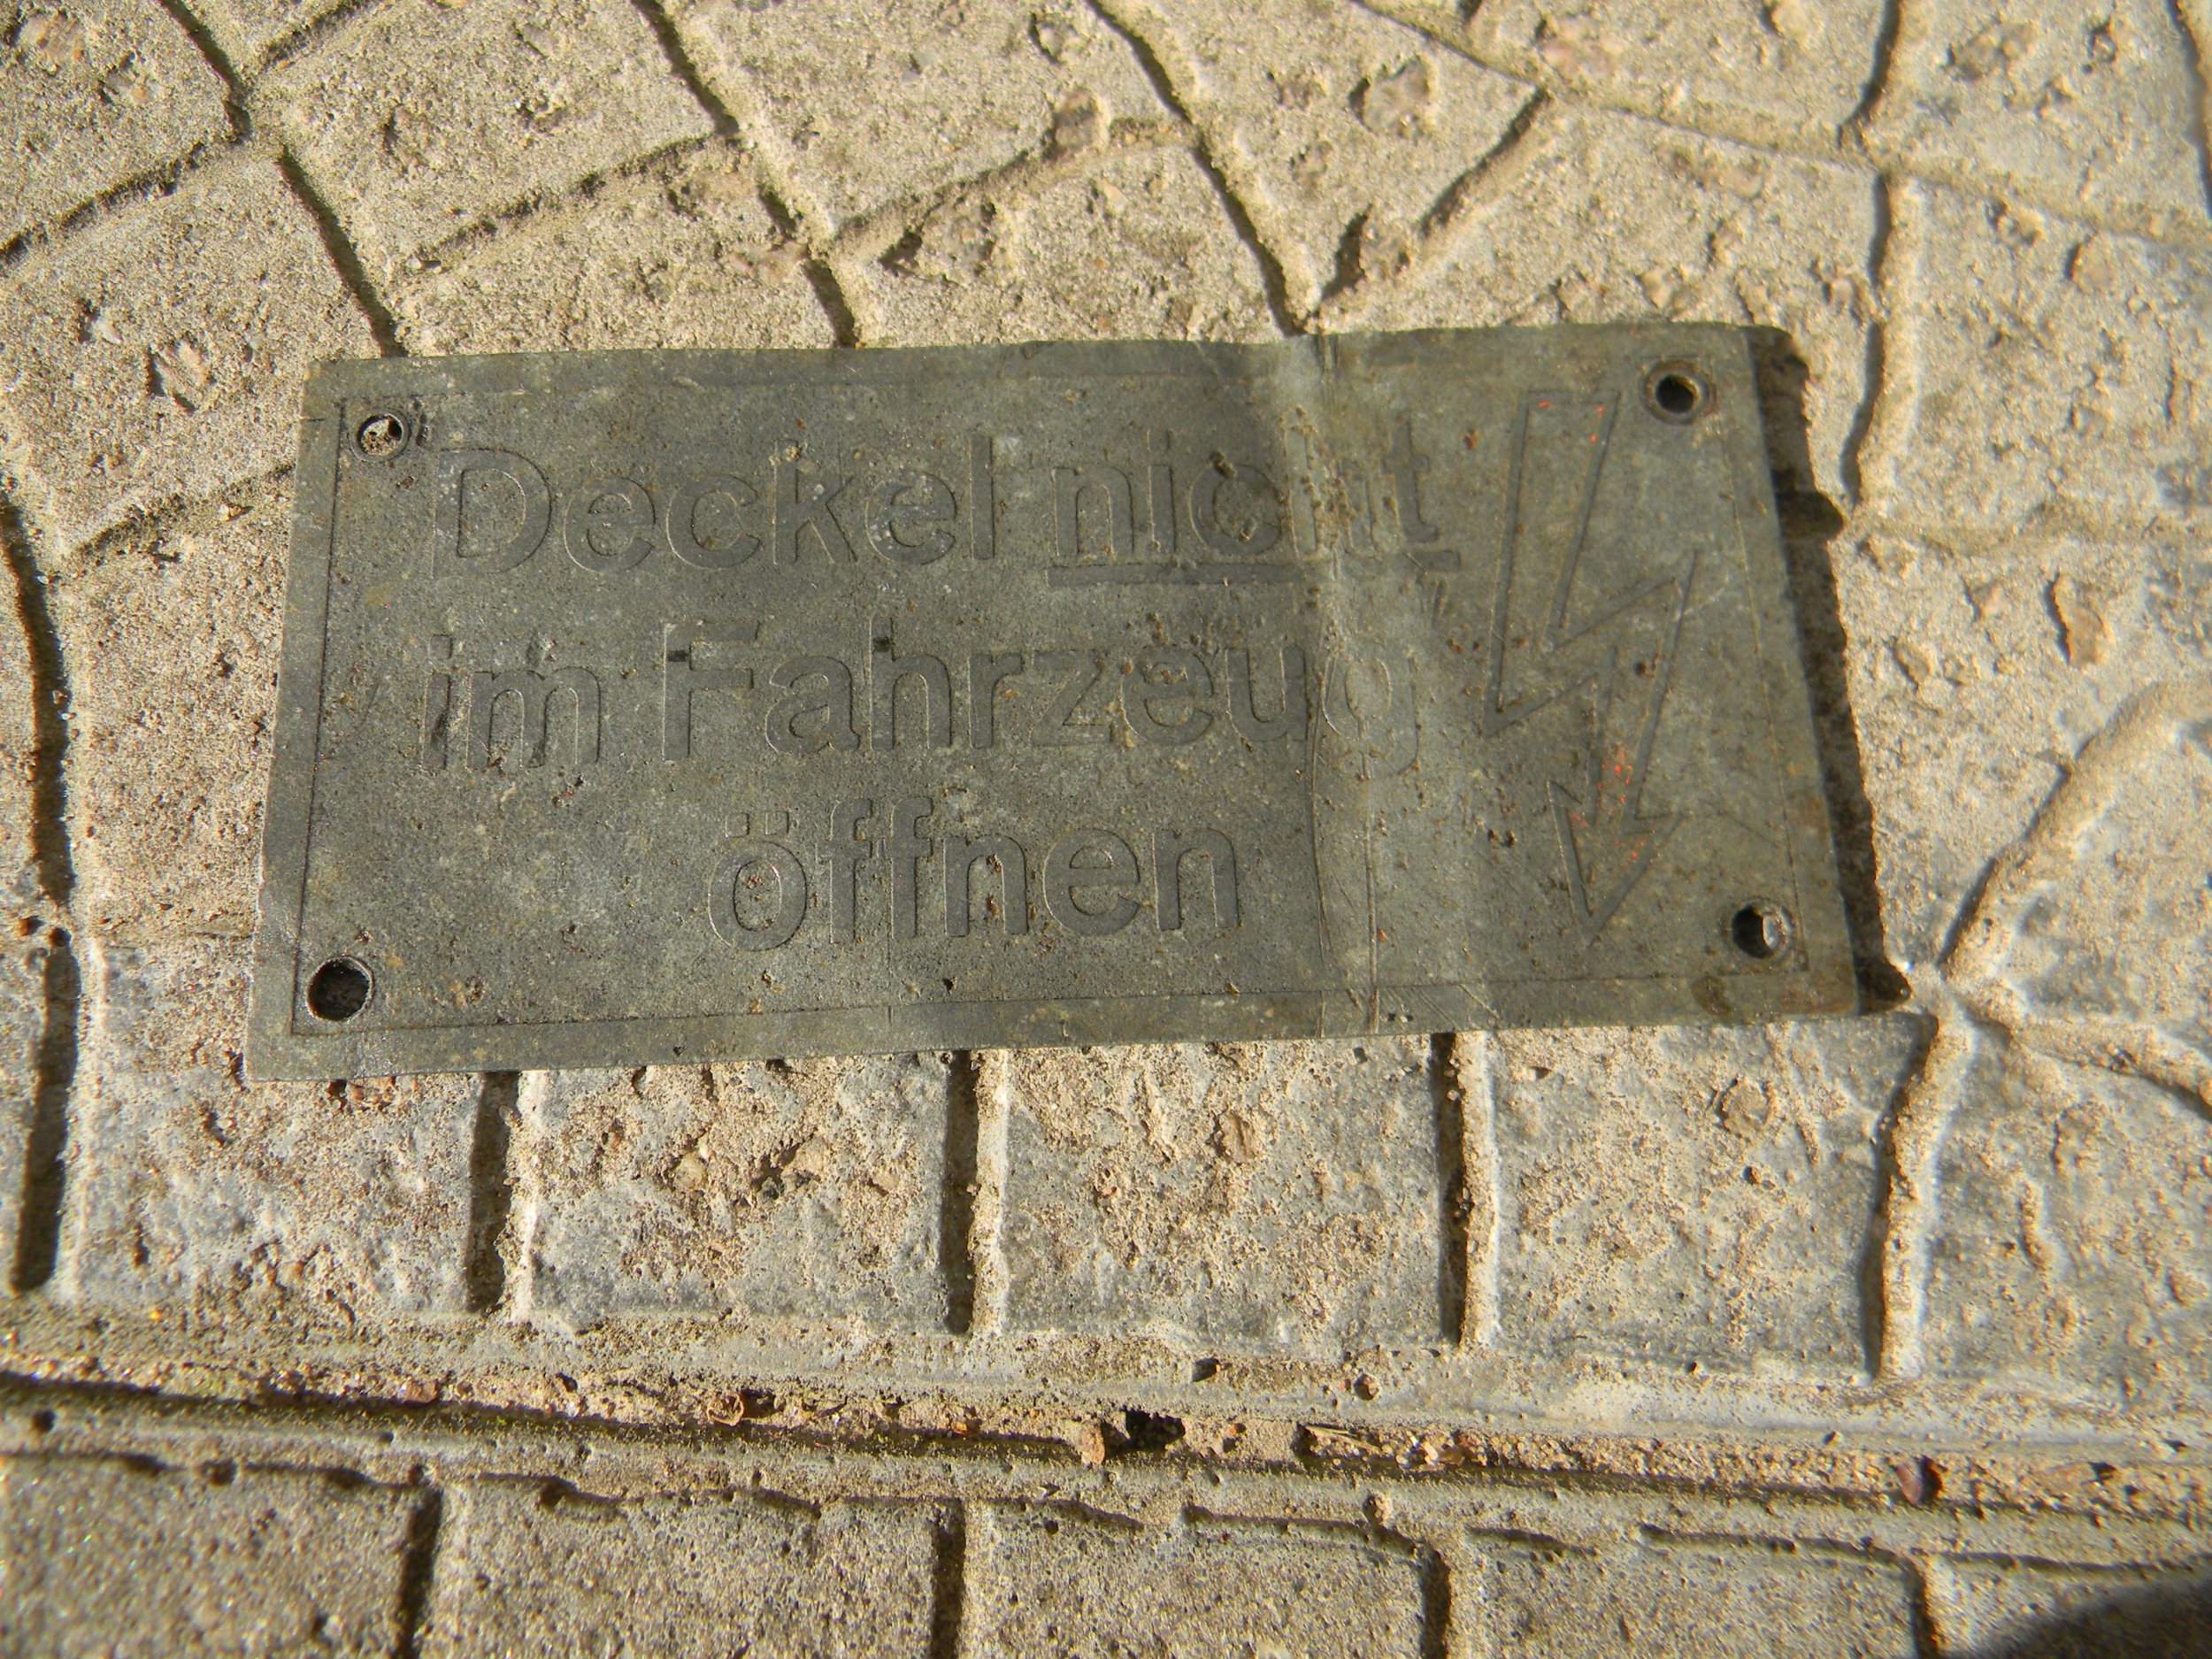 Deckel nicht
im Fahrzeug
öffnen